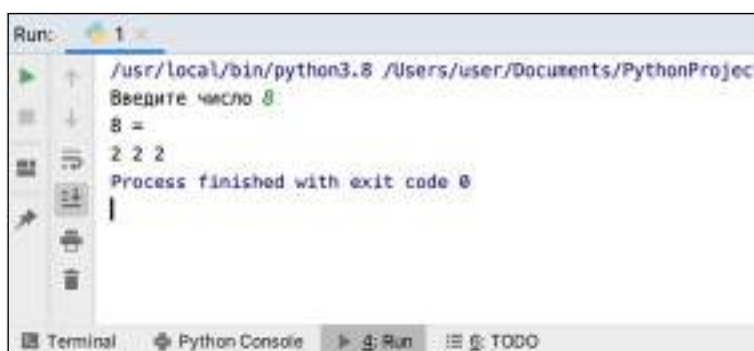 Run: 1
/usr/local/bin/python3.8 /Users/user/Documents/PythonProjec
Введите число 8
8 =
2 2 2
Process finished with exit code 0
Terminal Python Console 4: Run 6: TODO